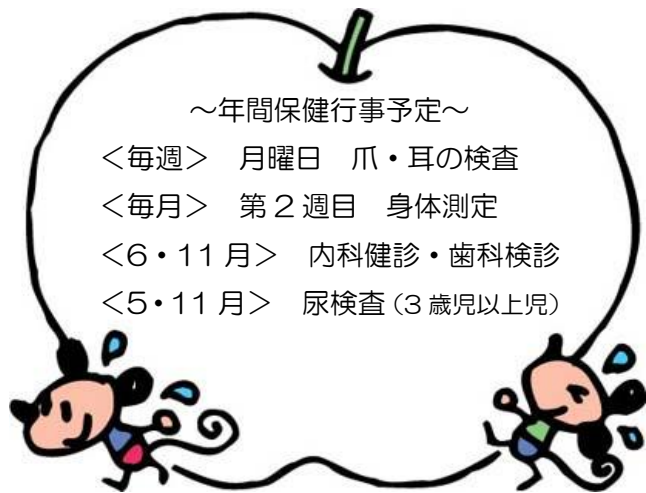 ～年間保健行事予定～
＜毎週＞　月曜日　爪・耳の検査
＜毎月＞　第２週目　身体測定
＜6・11月＞　内科健診・歯科検診
＜5・11月＞　尿検査（3歳児以上児）